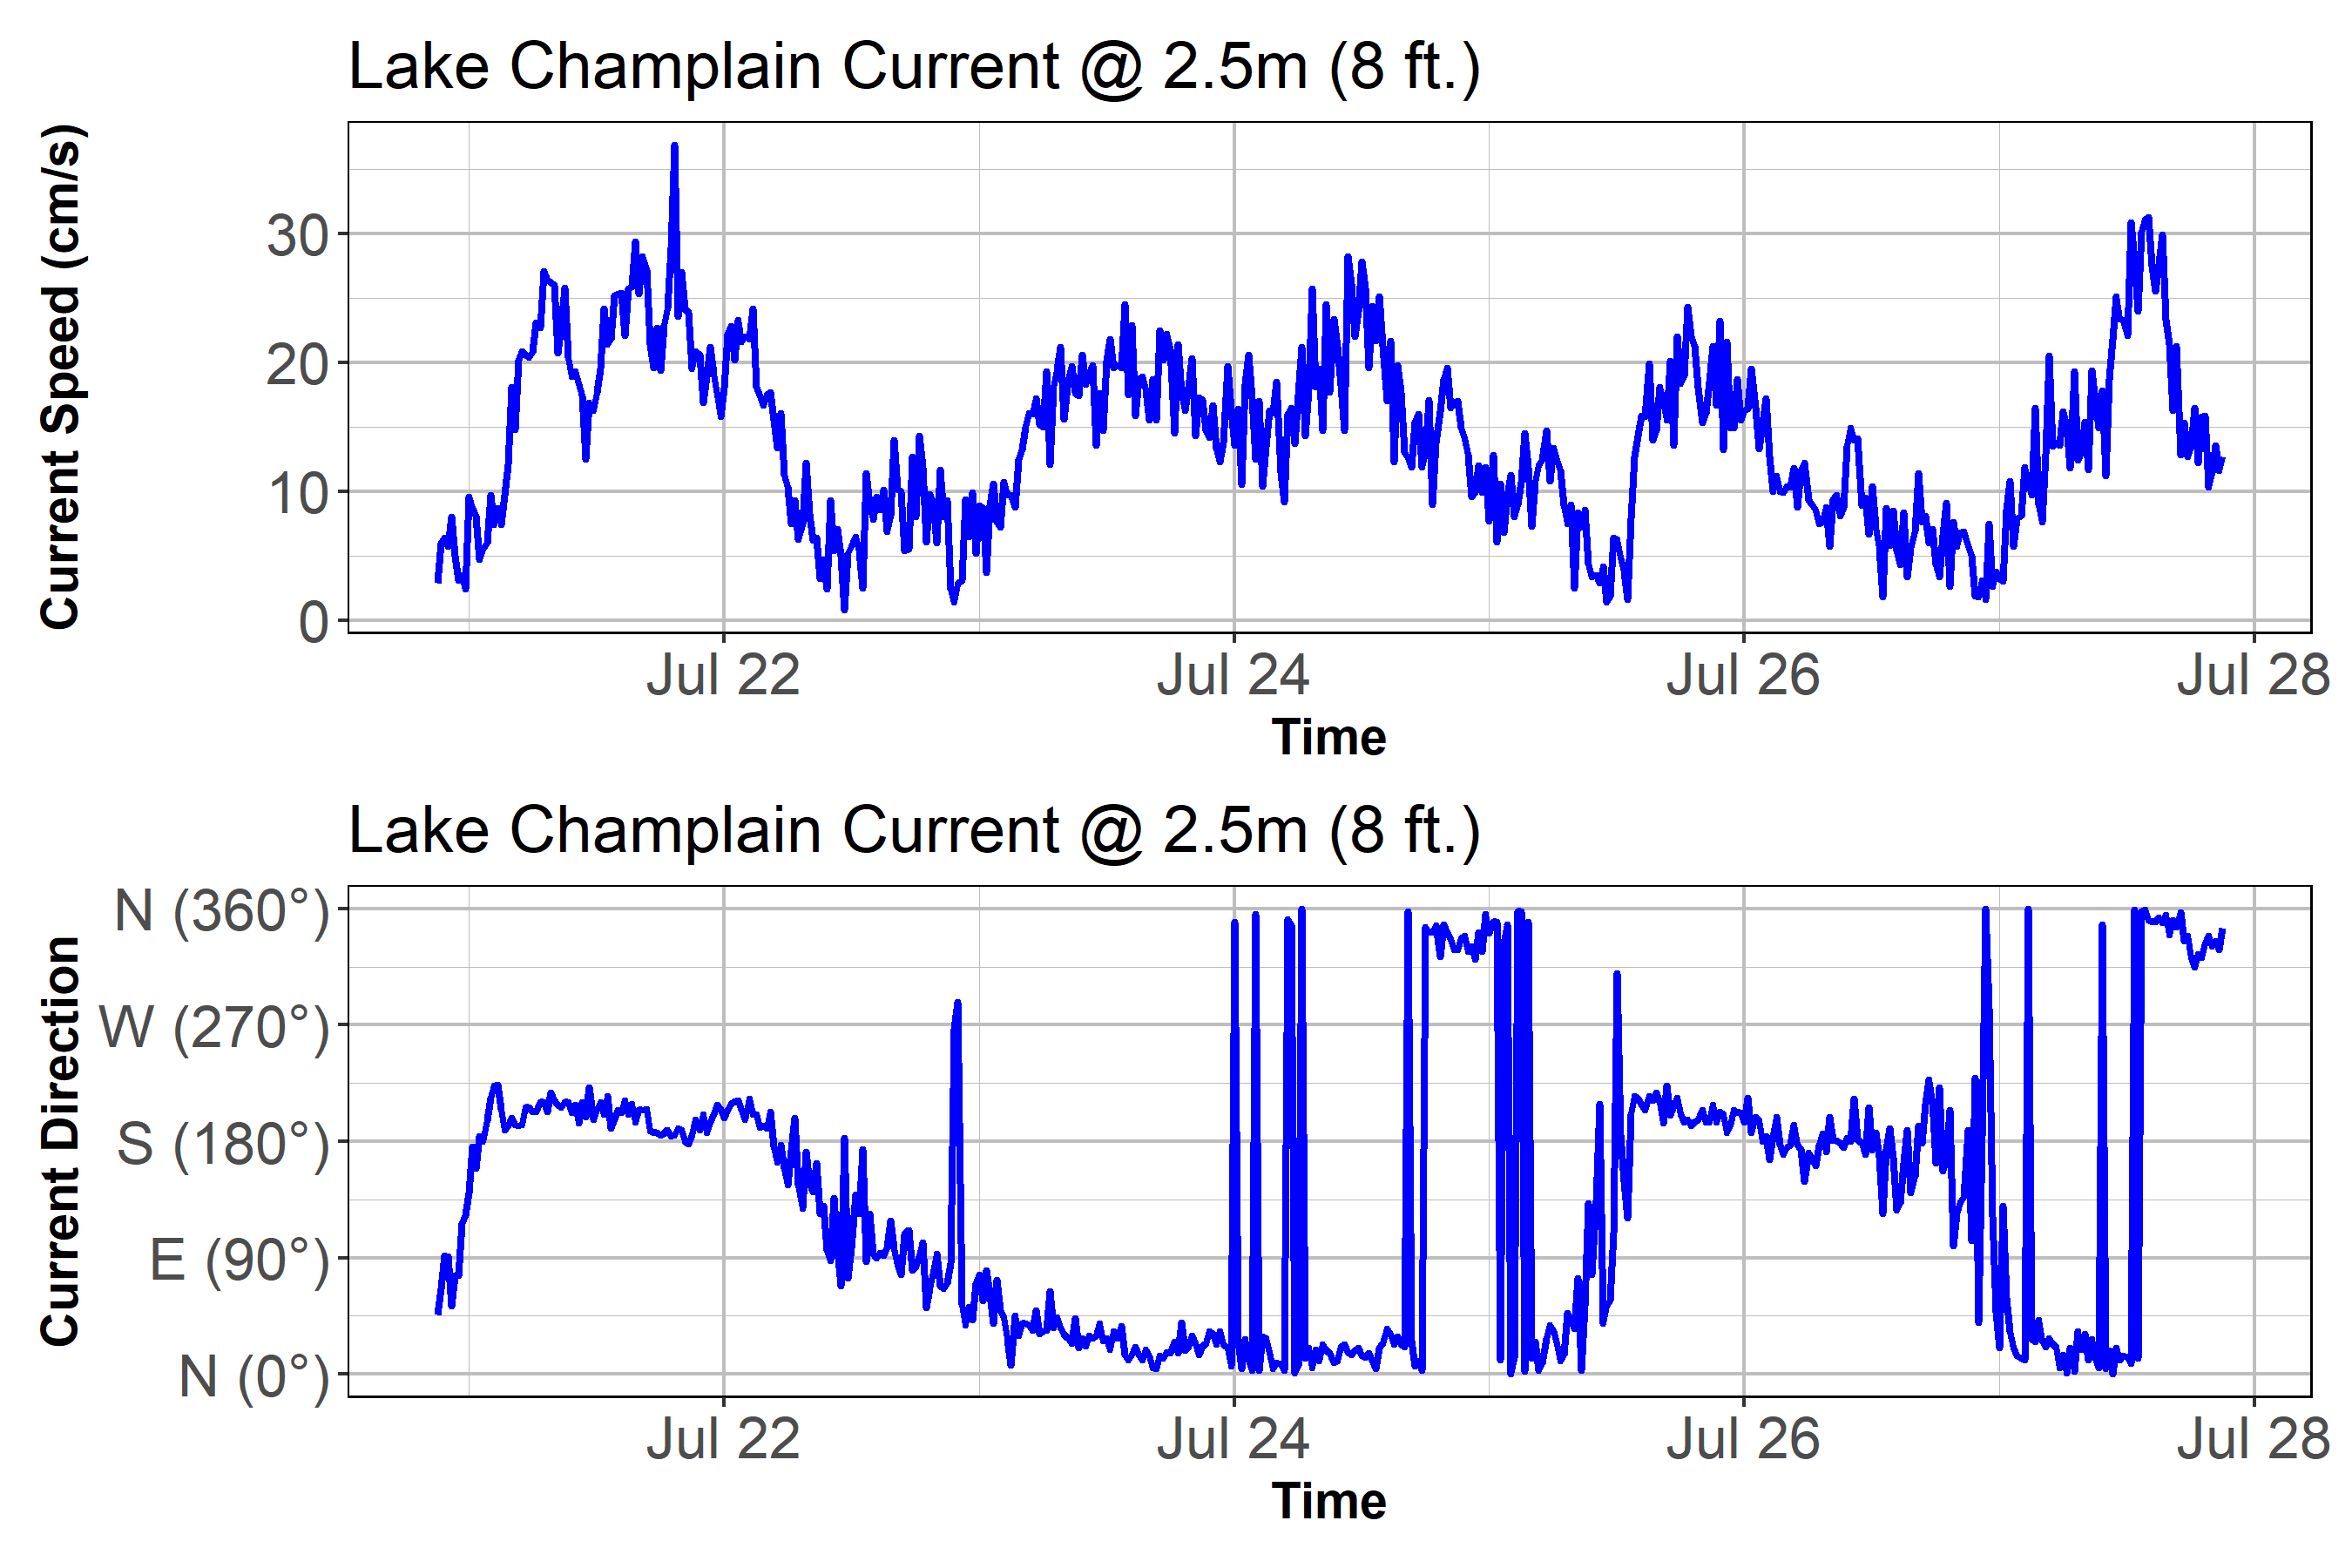 Lake Champlain Current @ 2.5m (8 ft.)
Current Speed (cm/s)
30
20
10
0
Jul 22 Jul 24 Jul 26 Jul 28
Time
Lake Champlain Current @ 2.5m (8 ft.)
Current Direction
N (360°)
W (270°)
S (180°)
E (90°)
N (0°)
Jul 22 Jul 24 Jul 26 Jul 28
Time